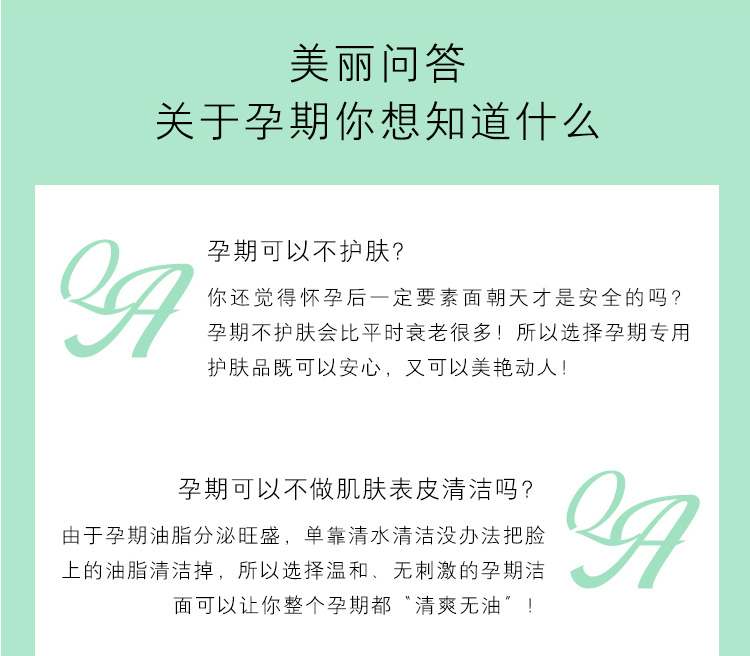 美丽问答
关于孕期你想知道什么
QA
孕期可以不护肤？
你还觉得怀孕后一定要素面朝天才是安全的吗？
孕期不护肤会比平时衰老很多！所以选择孕期专用
护肤品既可以安心，又可以美艳动人！
孕期可以不做肌肤表皮清洁吗？
QA
由于孕期油脂分泌旺盛，单靠清水清洁没办法把脸
上的油脂清洁掉，所以选择温和、无刺激的孕期洁
面可以让你整个孕期都〝清爽无油〞！